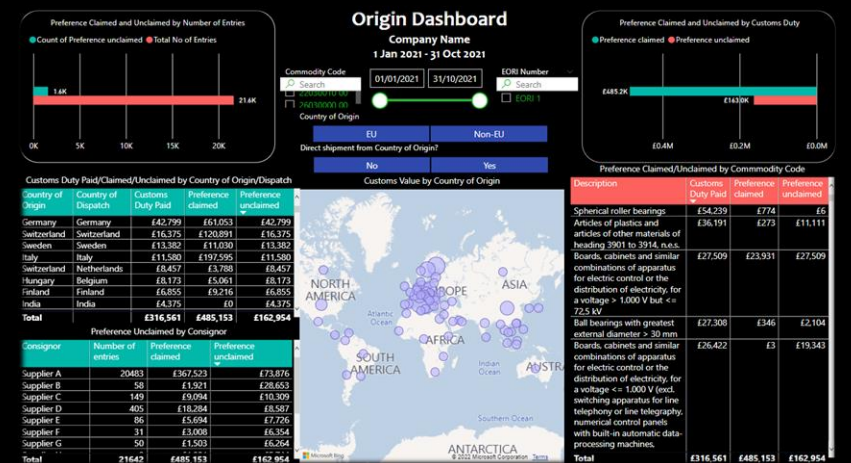 Origin Dashboard
Company Name
1 Jan 2021 - 31 Oct 2021
Preference Claimed and Unclaimed by Number of Entries
Count of Preference unclaimed Total No of Entries
1.6K
21.6K
0K 5K 10K 15K 20K
Commodity Code
Search
26030000 00
01/01/2021 31/10/2021
EORI Number
Search
EORI 1
Country of Origin
EU Non-EU
Direct shipment from Country of Origin?
No Yes
Preference Claimed and Unclaimed by Customs Duty
Preference claimed Preference unclaimed
£485.2K
£163.0K
£0.4M £0.2M £0.0M
Customs Duty Paid/Claimed/Unclaimed by Country of Origin/Dispatch
Country of Origin Country of Dispatch Customs Duty Paid Preference claimed Preference unclaimed
Germany Germany £42,799 £61,053 £42,799
Switzerland Switzerland £16,375 £120,891 £16,375
Sweden Sweden £13,382 £11,030 £13,382
Italy Italy £11,580 £197,595 £11,580
Switzerland Netherlands £8,457 £3,788 £8,457
Hungary Belgium £8,173 £5,061 £8,173
Finland Finland £6,855 £9,216 £6,855
India India £4,375 £0 £4,375
Total £316,561 £485,153 £162,954
Preference Unclaimed by Consignor
Consignor Number of entries Preference claimed Preference unclaimed
Supplier A 20483 £367,523 £73,876
Supplier B 58 £1,921 £28,653
Supplier C 149 £9,094 £10,309
Supplier D 405 £18,284 £8,587
Supplier E 86 £5,694 £7,726
Supplier F 31 £3,008 £6,354
Supplier G 50 £1,503 £6,264
Total 21642 £485,153 £162,954
Customs Value by Country of Origin
NORTH AMERICA
ASIA
Atlantic Ocean
AFRICA
SOUTH AMERICA
Indian Ocean
AUSTR
Southern Ocean
ANTARCTICA
Microsoft Bing
© 2022 Microsoft Corporation Terms
Preference Claimed/Unclaimed by Commmodity Code
Description Customs Duty Paid Preference claimed Preference unclaimed
Spherical roller bearings £54,239 £774 £6
Articles of plastics and £36,191 £273 £11,111
articles of other materials of
heading 3901 to 3914, n.e.s.
Boards, cabinets and similar £27,509 £23,931 £27,509
combinations of apparatus
for electric control or the
distribution of electricity, for
a voltage > 1.000 V but <=
72,5 kV
Ball bearings with greatest £27,308 £346 £2,104
external diameter > 30 mm
Boards, cabinets and similar £26,422 £3 £19,343
combinations of apparatus
for electric control or the
distribution of electricity, for
a voltage <= 1.000 V (excl.
switching apparatus for line
telephony or line telegraphy,
numerical control panels
with built-in automatic data-
processing machines.
Total £316,561 £485,153 £162,954